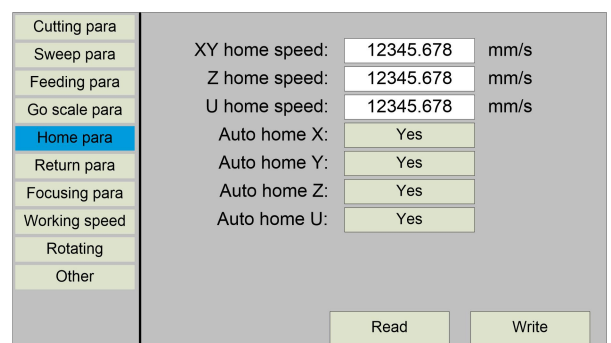 Cutting para
Sweep para
Feeding para
Go scale para
Home para
Return para
Focusing para
Working speed
Rotating
Other
XY home speed: 12345.678 mm/s
Z home speed: 12345.678 mm/s
U home speed: 12345.678 mm/s
Auto home X: Yes
Auto home Y: Yes
Auto home Z: Yes
Auto home U: Yes
Read Write